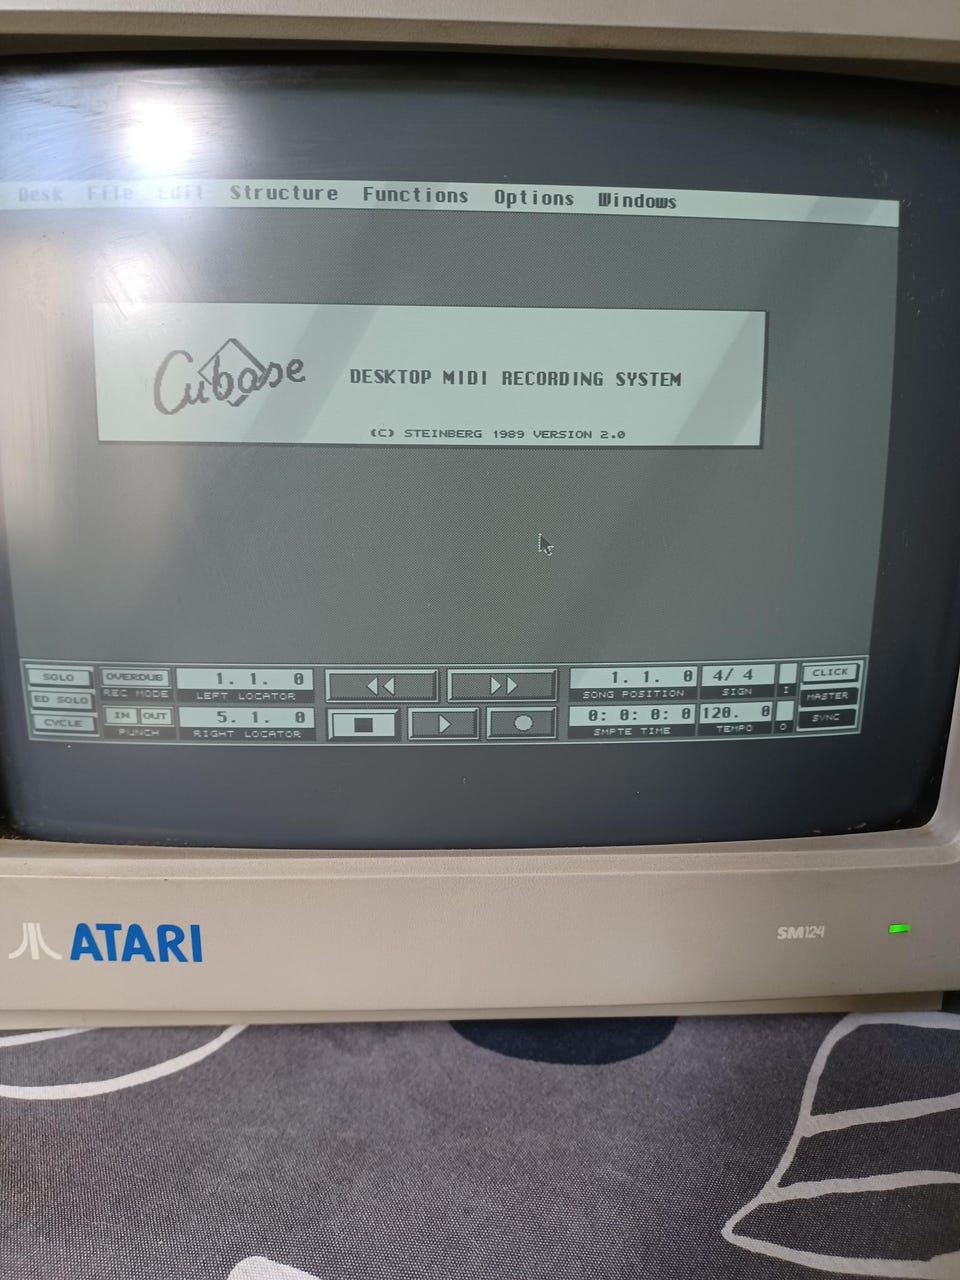 Desk File Edit Structure Functions Options Windows
Cubase
DESKTOP MIDI RECORDING SYSTEM
(C) STEINBERG 1989 VERSION 2.0
SOLO OVERDUB 1. 1. 0 1. 1. 0 4/ 4 CLICK
REC MODE LEFT LOCATOR SONG POSITION SIGN I
ED SOLO MASTER
CYCLE IN OUT 5. 1. 0 0: 0: 0: 0 120. 0 SYNC
PUNCH RIGHT LOCATOR SMPTE TIME TEMPO O
ATARI SM124